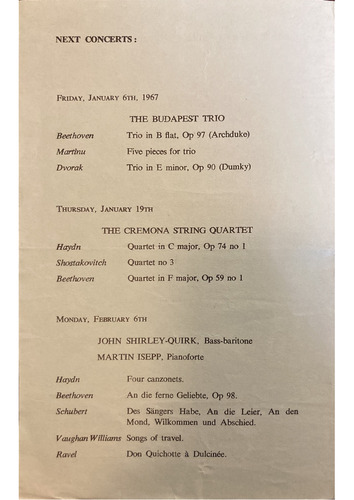 NEXT CONCERTS:
FRIDAY, JANUARY 6TH, 1967
THE BUDAPEST TRIO
Beethoven Trio in B flat, Op 97 (Archduke)
Martinu Five pieces for trio
Dvorak Trio in E minor, Op 90 (Dumky)
THURSDAY, JANUARY 19TH
THE CREMONA STRING QUARTET
Haydn Quartet in C major, Op 74 no 1
Shostakovitch Quartet no 3
Beethoven Quartet in F major, Op 59 no 1
MONDAY, FEBRUARY 6TH
JOHN SHIRLEY-QUIRK, Bass-baritone
MARTIN ISEPP, Pianoforte
Haydn Four canzonets.
Beethoven An die ferne Geliebte, Op 98.
Schubert Des Sängers Habe, An die Leier, An den
Mond, Wilkommen und Abschied.
Vaughan Williams Songs of travel.
Ravel Don Quichotte à Dulcinée.